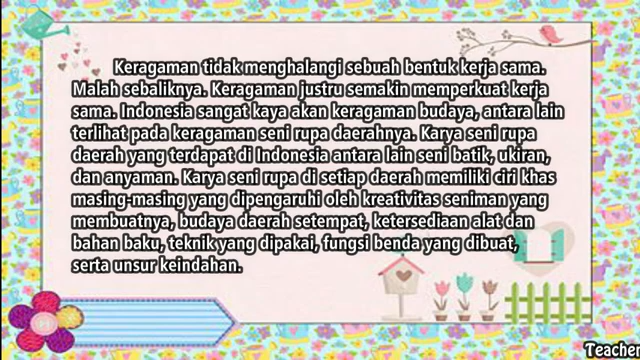 Keragaman tidak menghalangi sebuah bentuk kerja sama.
Malah sebaliknya. Keragaman justru semakin memperkuat kerja
sama. Indonesia sangat kaya akan keragaman budaya, antara lain
terlihat pada keragaman seni rupa daerahnya. Karya seni rupa
daerah yang terdapat di Indonesia antara lain seni batik, ukiran,
dan anyaman. Karya seni rupa di setiap daerah memiliki ciri khas
masing-masing yang dipengaruhi oleh kreativitas seniman yang
membuatnya, budaya daerah setempat, ketersediaan alat dan
bahan baku, teknik yang dipakai, fungsi benda yang dibuat,
serta unsur keindahan.
Teacher